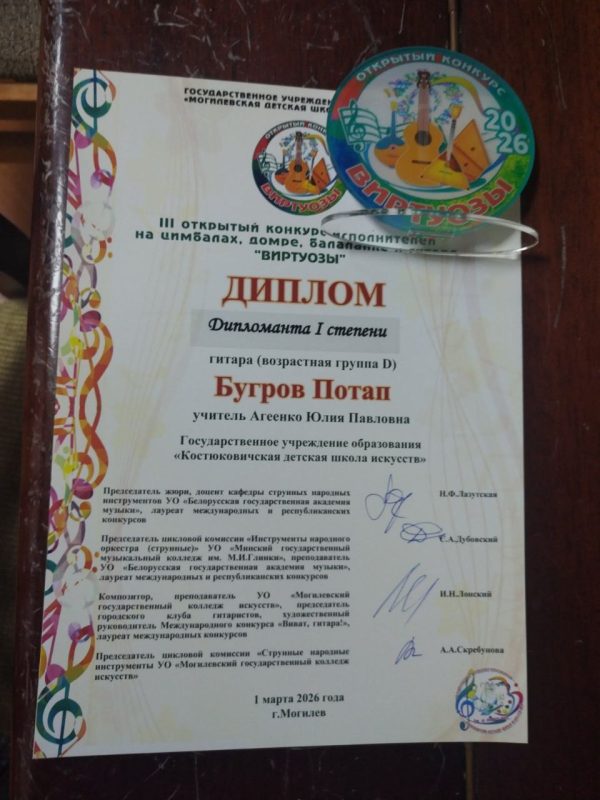 ГОСУДАРСТВЕННОЕ УЧРЕЖДЕН
«МОГИЛЕВСКАЯ ДЕТСКАЯ ШК
ОТКРЫТЫЙ КОН
ВИРТУОЗЫ
ОТКРЫТЫЙ КОНКУРС
2026
ВИРТУОЗЫ
III ОТКРЫТЫЙ КОНКУРС ИСПОЛНИТЕЛЕЙ
НА ЦИМБАЛАХ, ДОМРЕ, БАЛАЛАЙКЕ
"ВИРТУОЗЫ"
ДИПЛОМ
Дипломанта I степени
гитара (возрастная группа D)
Бугров Потап
учитель Агеенко Юлия Павловна
Государственное учреждение образования
«Костюковичская детская школа искусств»
Председатель жюри, доцент кафедры струнных народных
инструментов УО «Белорусская государственная академия
музыки», лауреат международных и республиканских
конкурсов
Н.Ф.Лазутская
Председатель цикловой комиссии «Инструменты народного
оркестра (струнные)» УО «Минский государственный
музыкальный колледж им. М.И.Глинки», преподаватель
УО «Белорусская государственная академия музыки»,
лауреат международных и республиканских конкурсов
С.А.Дубовский
Композитор, преподаватель УО «Могилевский
государственный колледж искусств», председатель
городского клуба гитаристов, художественный
руководитель Международного конкурса «Виват, гитара!»,
лауреат международных конкурсов
И.Н.Лонский
Председатель цикловой комиссии «Струнные народные
инструменты УО «Могилевский государственный колледж
искусств»
А.А.Скребунова
1 марта 2026 года
г.Могилев